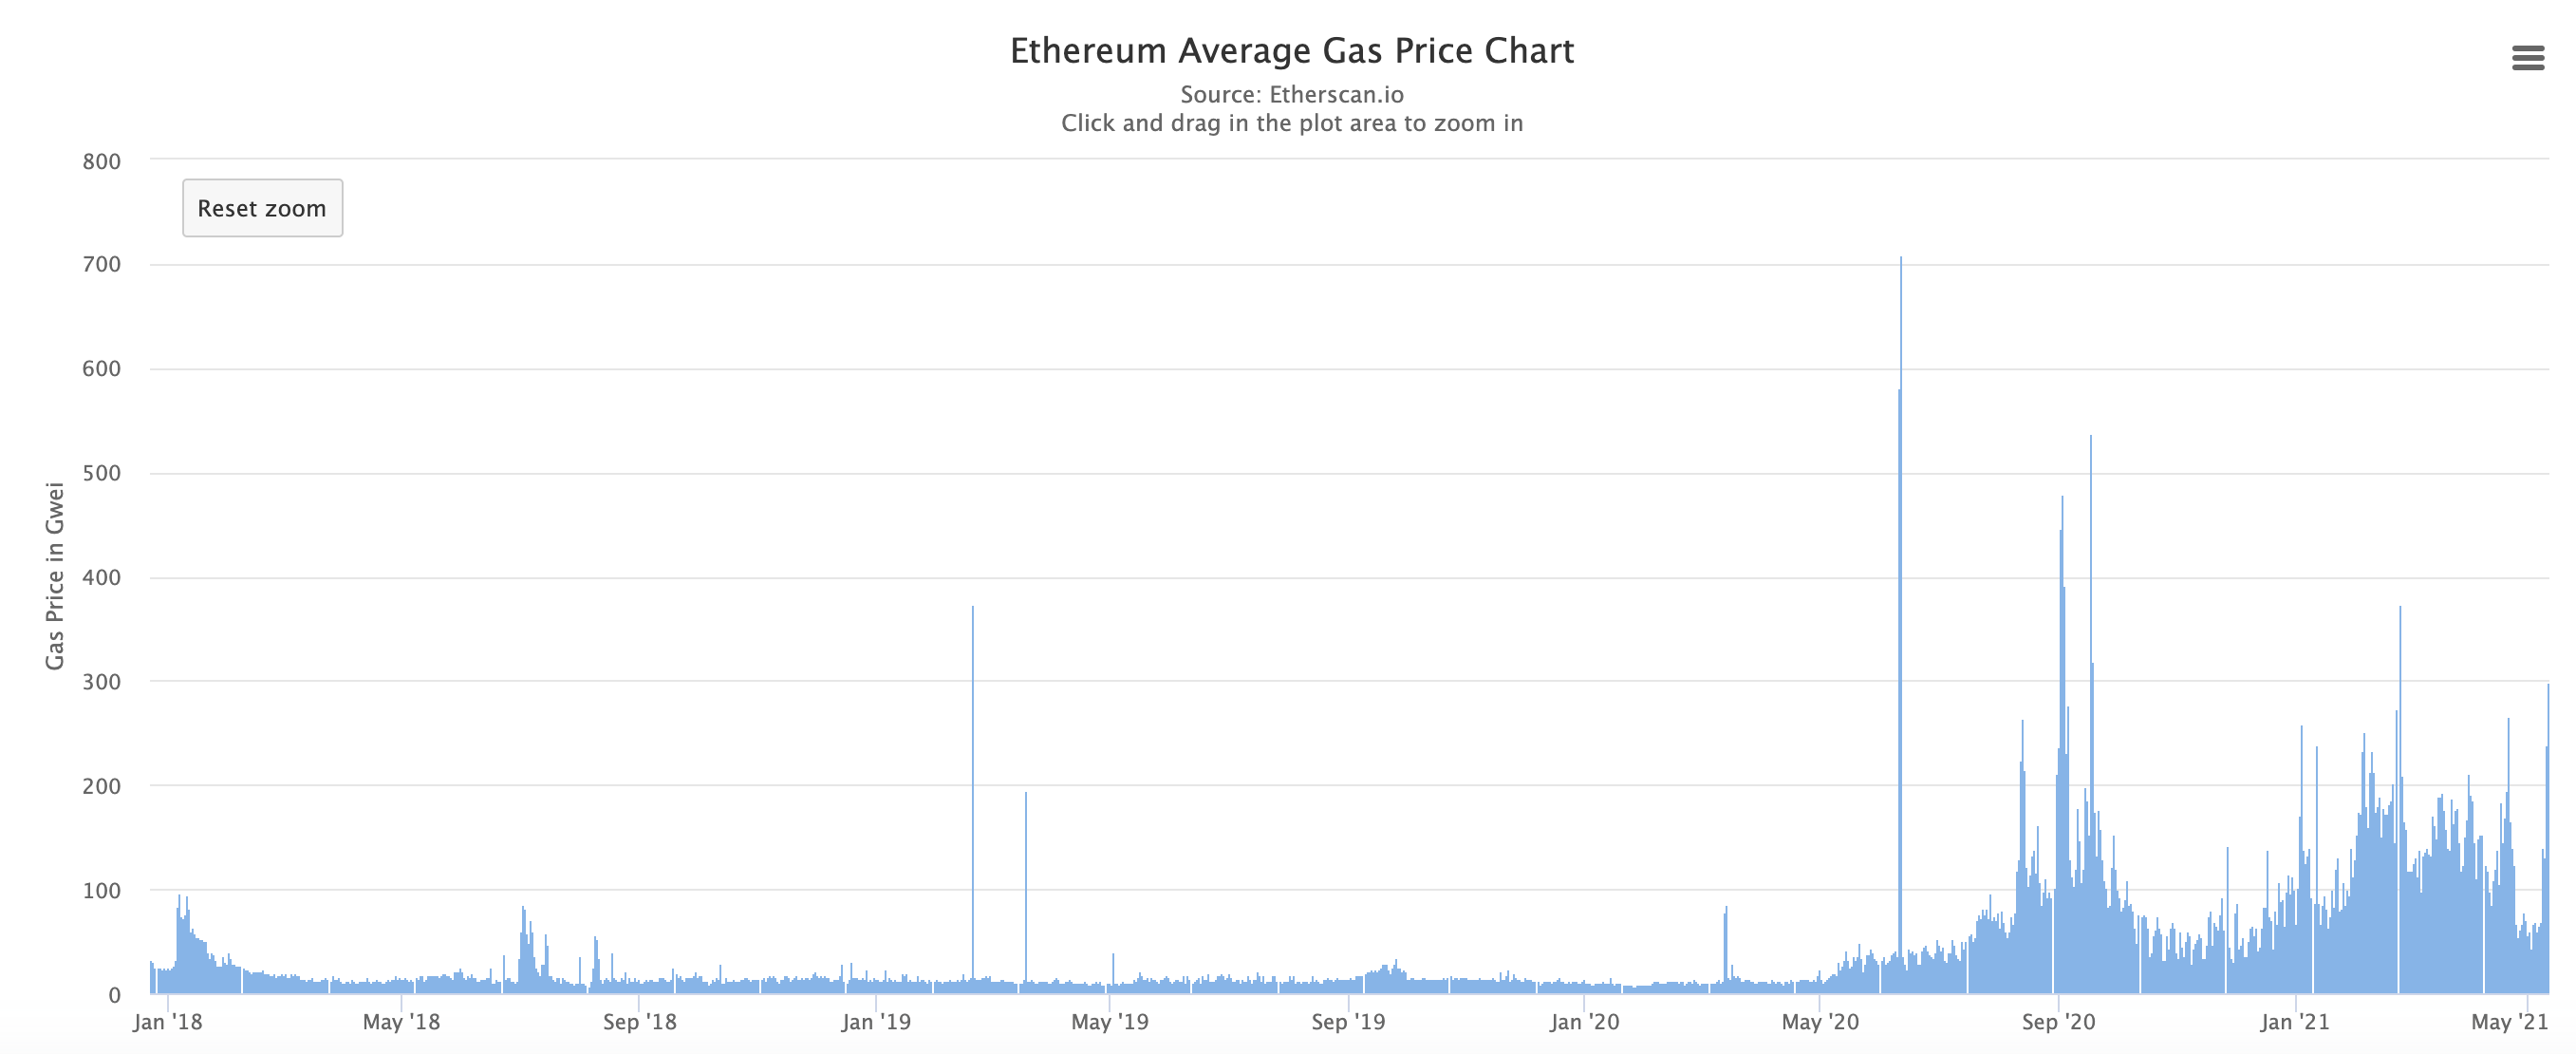 Ethereum Average Gas Price Chart
Source: Etherscan.io
Click and drag in the plot area to zoom in
Reset zoom
Gas Price in Gwei
800
700
600
500
400
300
200
100
0
Jan '18 May '18 Sep '18 Jan '19 May '19 Sep '19 Jan '20 May '20 Sep '20 Jan '21 May '21